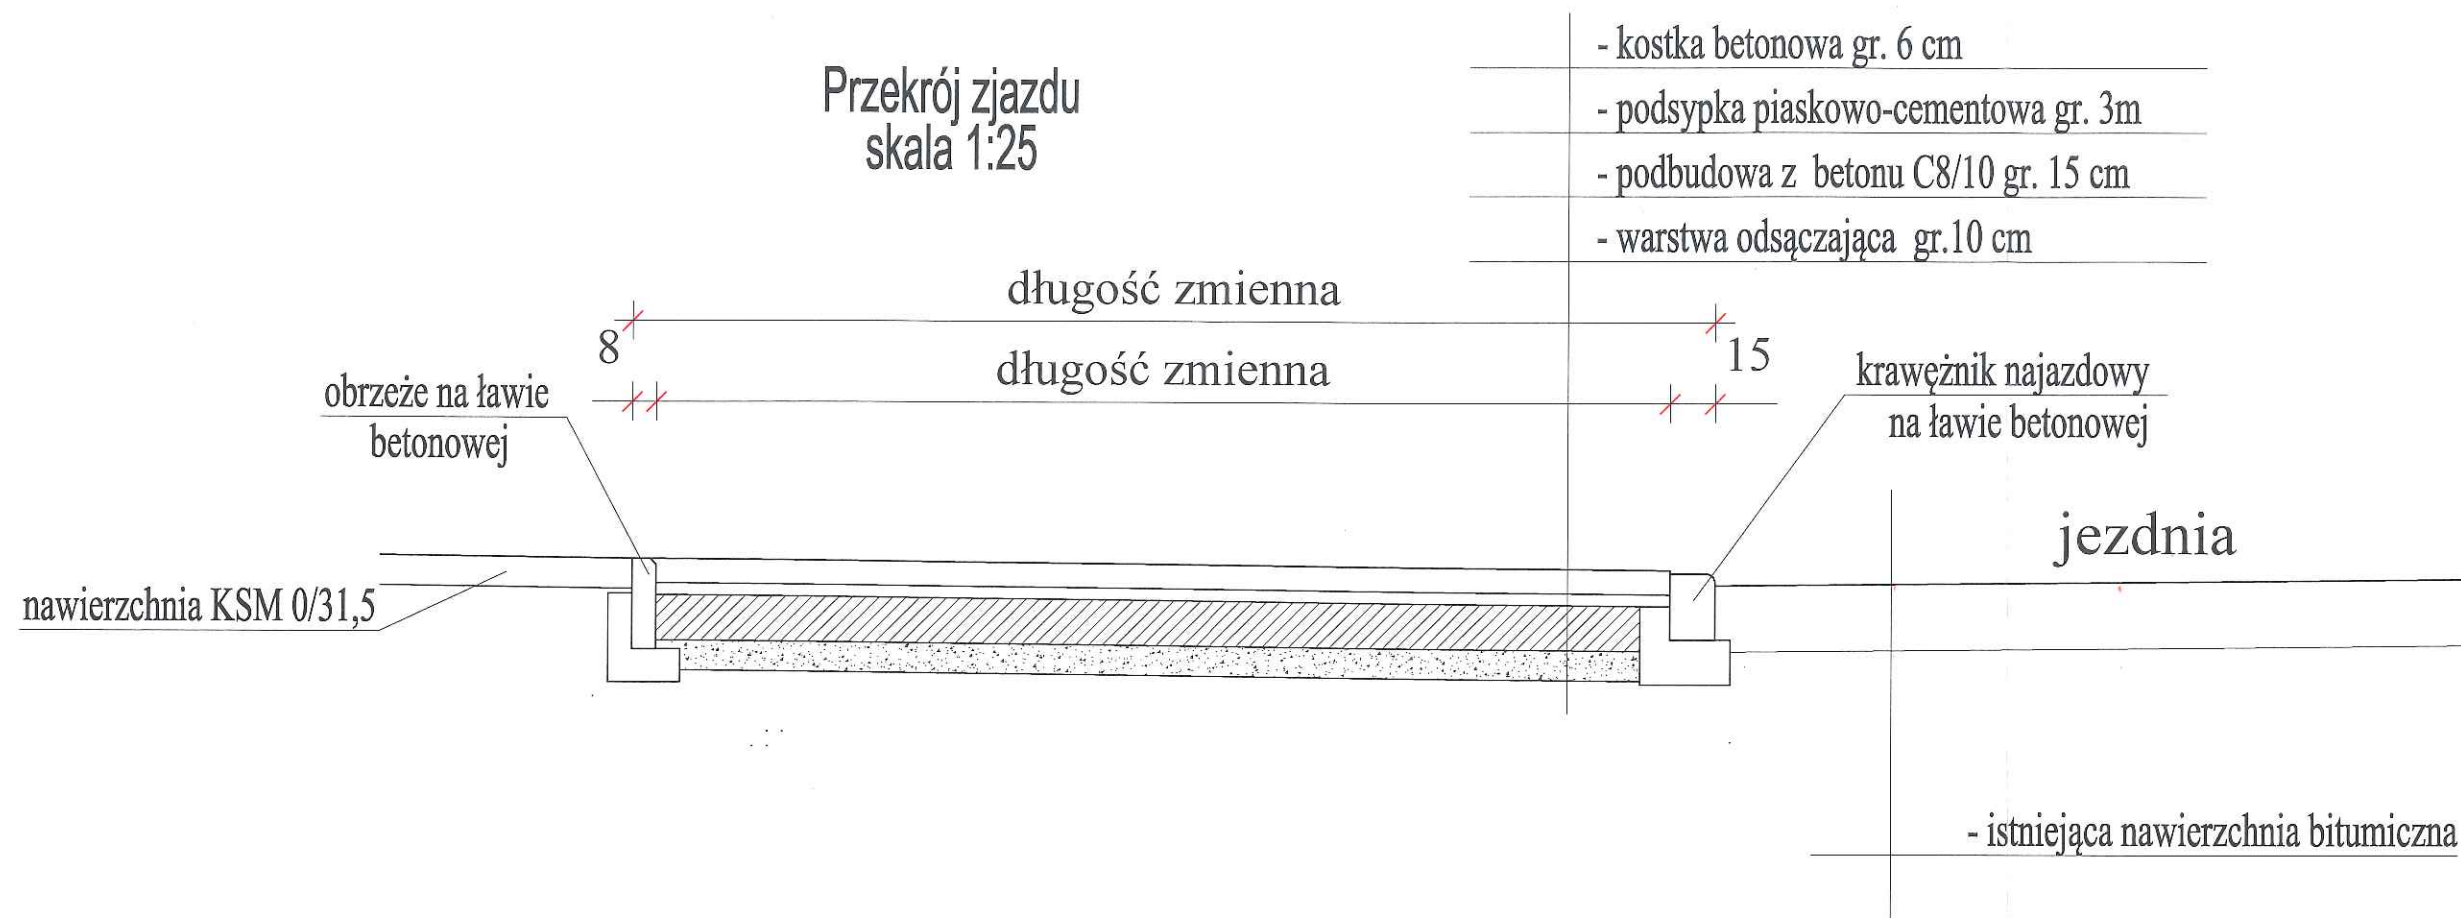 Przekrój zjazdu
skala 1:25
- kostka betonowa gr. 6 cm
- podsypka piaskowo-cementowa gr. 3m
- podbudowa z betonu C8/10 gr. 15 cm
- warstwa odsączająca gr.10 cm
długość zmienna
8
długość zmienna
15
obrzeże na ławie
betonowej
krawężnik najazdowy
na ławie betonowej
jezdnia
nawierzchnia KSM 0/31,5
- istniejąca nawierzchnia bitumiczna